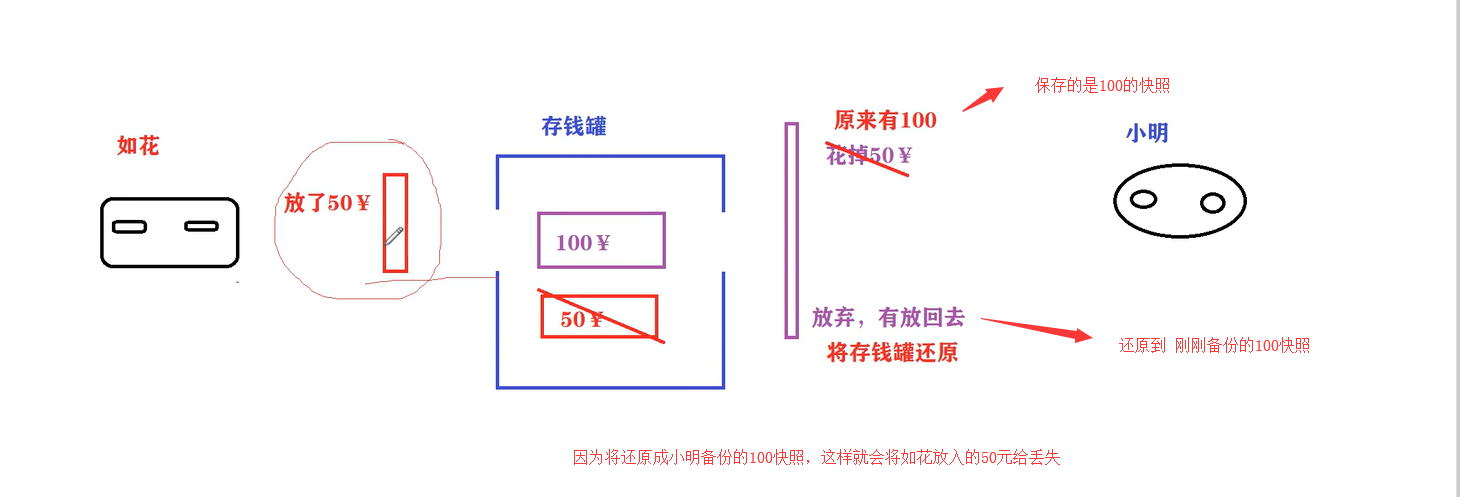 保存的是100的快照
原来有100
存钱罐
小明
如花
花掉50￥
放了50￥
100￥
50￥
放弃，有放回去
还原到 刚刚备份的100快照
将存钱罐还原
因为将还原成小明备份的100快照，这样就会将如花放入的50元给丢失